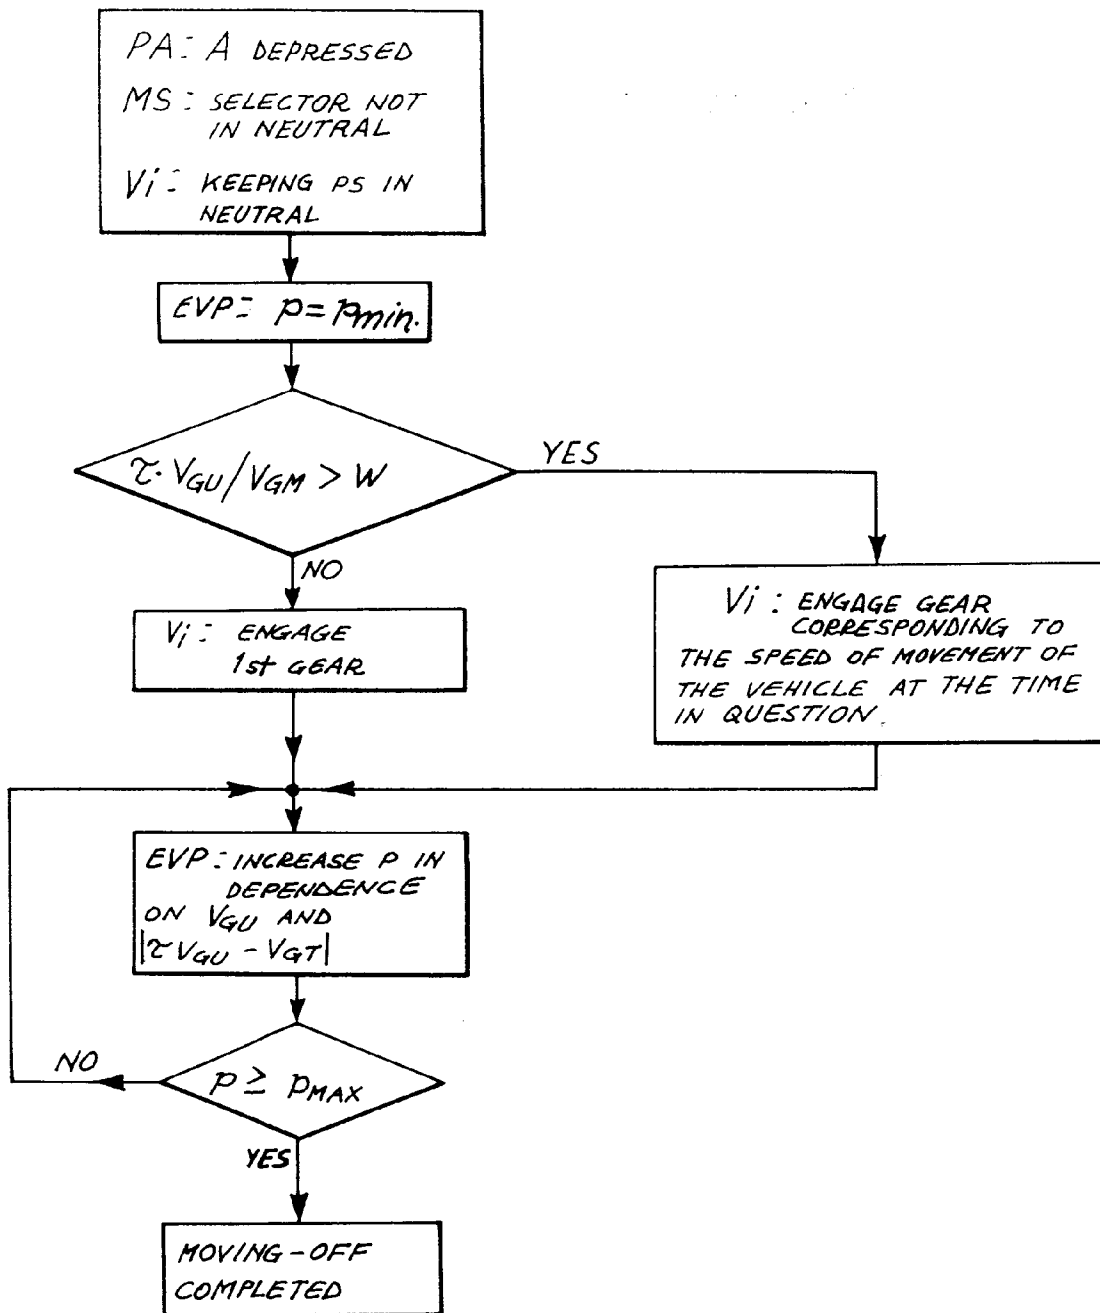 PA: A DEPRESSED
MS: SELECTOR NOT
IN NEUTRAL
Vi: KEEPING PS IN
NEUTRAL
EVP: p = pmin.
τ·VGU/VGM > W
YES
NO
Vi: ENGAGE
1st GEAR
Vi: ENGAGE GEAR
CORRESPONDING TO
THE SPEED OF MOVEMENT OF
THE VEHICLE AT THE TIME
IN QUESTION.
EVP: INCREASE P IN
DEPENDENCE
ON VGU AND
|τVGU - VGT|
NO
p ≥ pMAX
YES
MOVING-OFF
COMPLETED